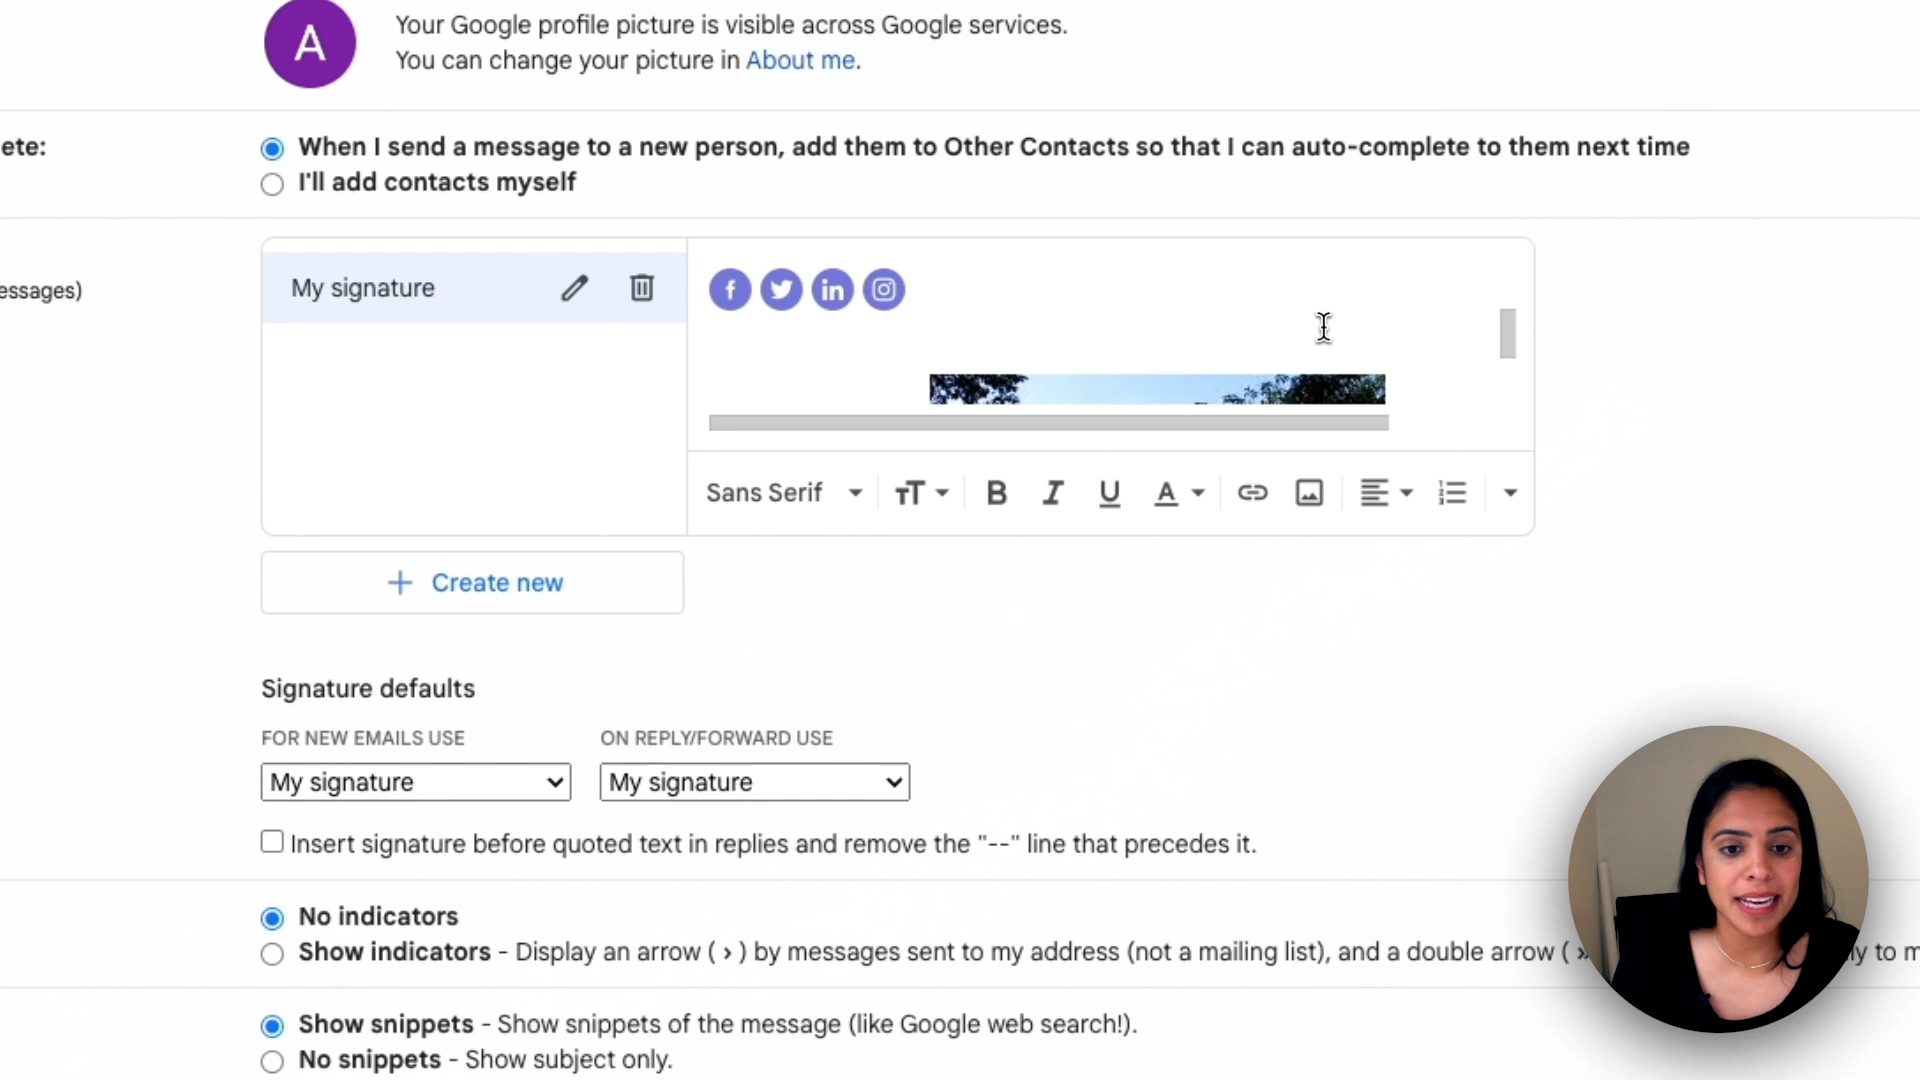 A
Your Google profile picture is visible across Google services.
You can change your picture in About me.
ete:
When I send a message to a new person, add them to Other Contacts so that I can auto-complete to them next time
I'll add contacts myself
essages)
My signature
f in
Sans Serif
TT B I U A
+ Create new
Signature defaults
FOR NEW EMAILS USE ON REPLY/FORWARD USE
My signature My signature
Insert signature before quoted text in replies and remove the "--" line that precedes it.
No indicators
Show indicators - Display an arrow ( › ) by messages sent to my address (not a mailing list), and a double arrow ( » ly to m
Show snippets - Show snippets of the message (like Google web search!).
No snippets - Show subject only.